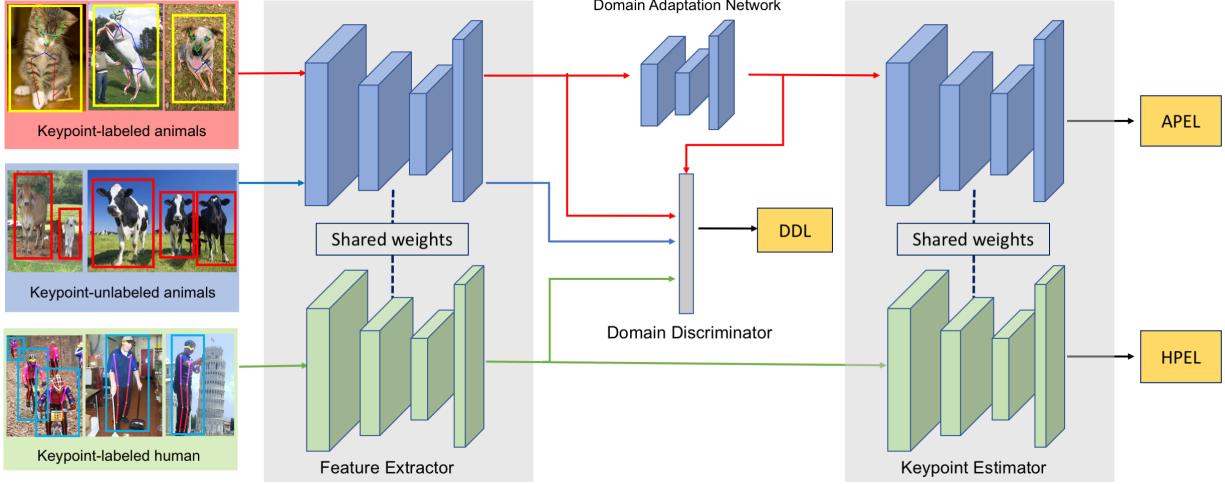 Domain Adaptation Network
Keypoint-labeled animals
APEL
Shared weights
DDL
Shared weights
Keypoint-unlabeled animals
Domain Discriminator
HPEL
Keypoint-labeled human
Feature Extractor
Keypoint Estimator